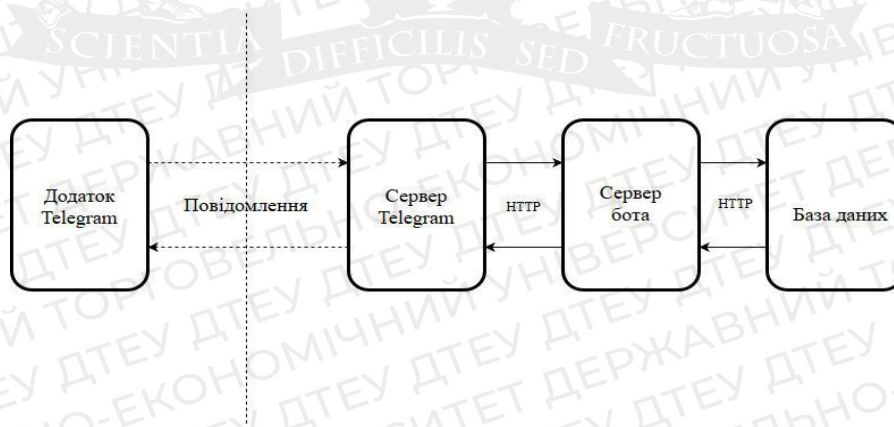 SCIENTIA DIFFICILIS SED FRUCTUOSA
Додаток
Telegram
Повідомлення
Сервер
Telegram
HTTP
Сервер
бота
HTTP
База даних